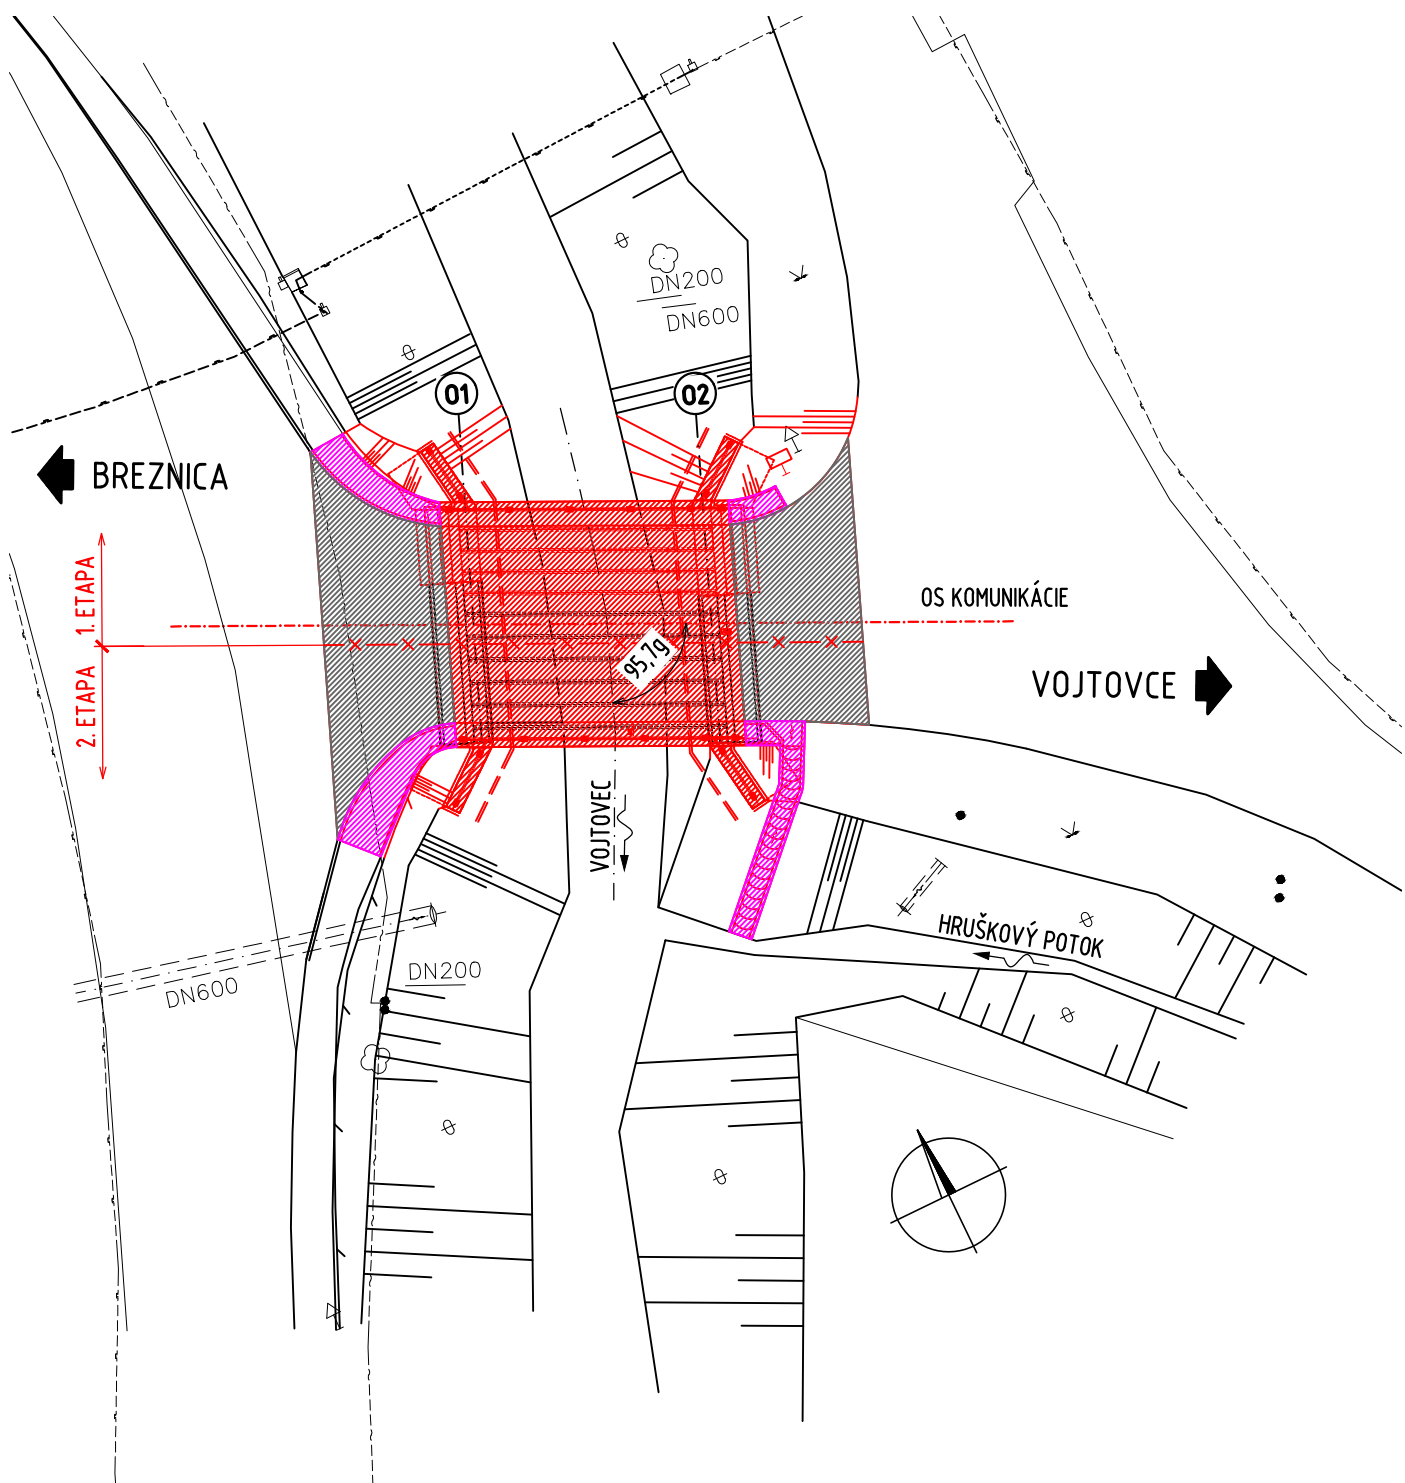 DN200
DN600
01
02
BREZNICA
1. ETAPA
2. ETAPA
OS KOMUNIKÁCIE
95,7g
VOJTOVCE
VOJTOVEC
HRUŠKOVÝ POTOK
DN200
DN600